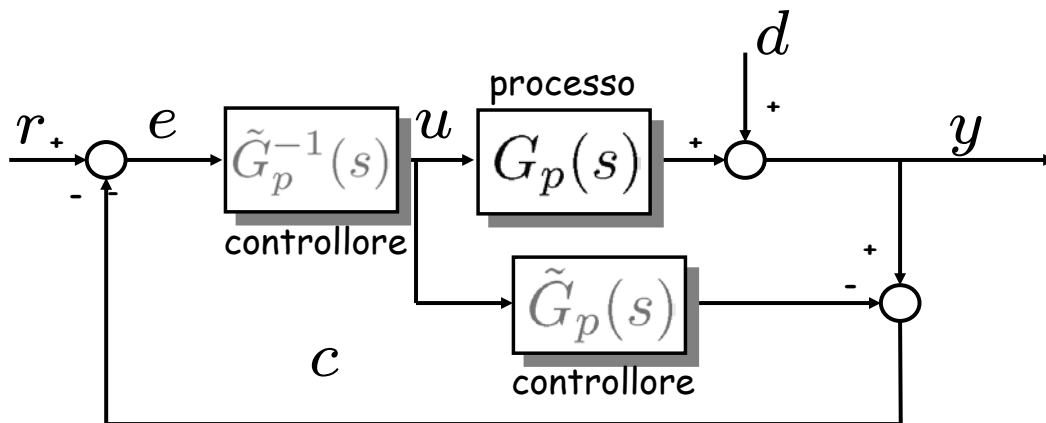 d
processo
r
+
e
G̃p⁻¹(s)
u
Gp(s)
+
+
y
-
-
controllore
+
-
G̃p(s)
c
controllore